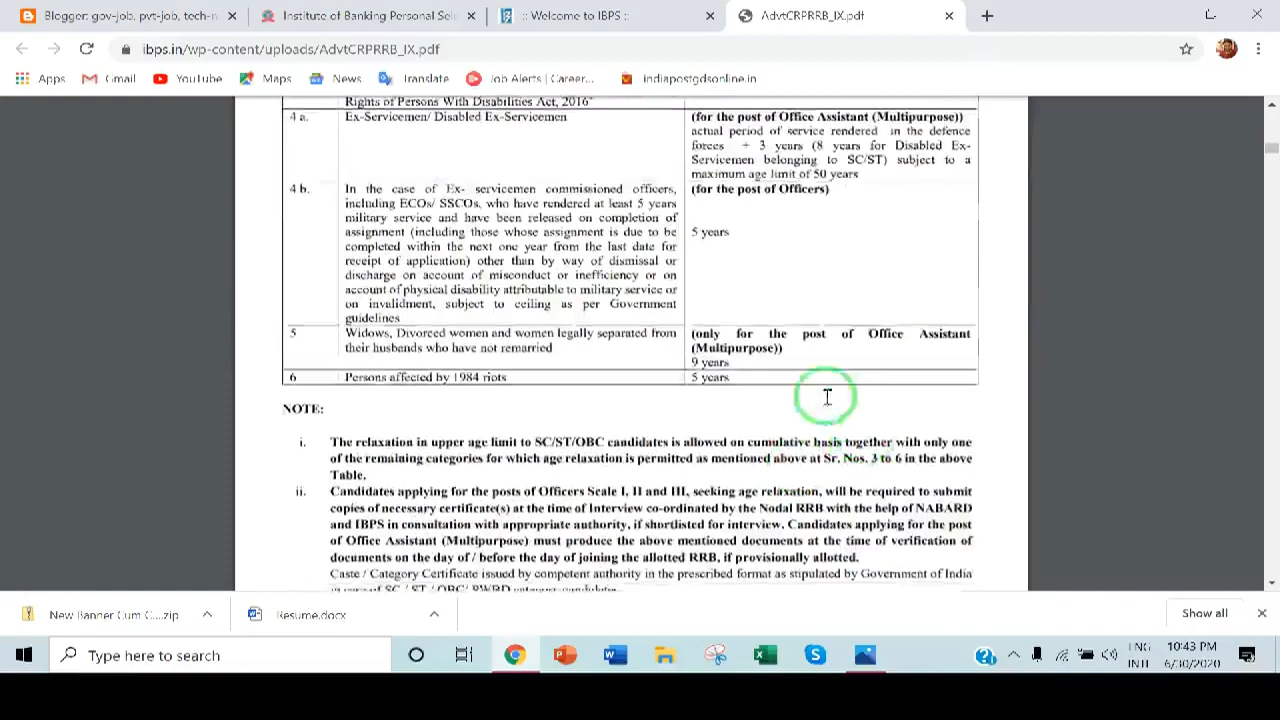 Blogger: gov-job, pvt-job, tech-n
Institute of Banking Personal Sele
:: Welcome to IBPS ::
AdvtCRPRRB_IX.pdf
ibps.in/wp-content/uploads/AdvtCRPRRB_IX.pdf
Apps
Gmail
YouTube
Maps
News
Translate
Job Alerts | Career...
indiapostgdsonline.in
Rights of Persons With Disabilities Act, 2016"
4 a.
Ex-Servicemen/ Disabled Ex-Servicemen
(for the post of Office Assistant (Multipurpose))
actual period of service rendered in the defence
forces + 3 years (8 years for Disabled Ex-
Servicemen belonging to SC/ST) subject to a
maximum age limit of 50 years
4 b.
In the case of Ex- servicemen commissioned officers,
including ECOs/ SSCOs, who have rendered at least 5 years
military service and have been released on completion of
assignment (including those whose assignment is due to be
completed within the next one year from the last date for
receipt of application) other than by way of dismissal or
discharge on account of misconduct or inefficiency or on
account of physical disability attributable to military service or
on invalidment, subject to ceiling as per Government
guidelines
(for the post of Officers)
5 years
5
Widows, Divorced women and women legally separated from
their husbands who have not remarried
(only for the post of Office Assistant
(Multipurpose))
9 years
6
Persons affected by 1984 riots
5 years
NOTE:
i. The relaxation in upper age limit to SC/ST/OBC candidates is allowed on cumulative basis together with only one
of the remaining categories for which age relaxation is permitted as mentioned above at Sr. Nos. 3 to 6 in the above
Table.
ii. Candidates applying for the posts of Officers Scale I, II and III, seeking age relaxation, will be required to submit
copies of necessary certificate(s) at the time of Interview co-ordinated by the Nodal RRB with the help of NABARD
and IBPS in consultation with appropriate authority, if shortlisted for interview. Candidates applying for the post
of Office Assistant (Multipurpose) must produce the above mentioned documents at the time of verification of
documents on the day of / before the day of joining the allotted RRB, if provisionally allotted.
Caste / Category Certificate issued by competent authority in the prescribed format as stipulated by Government of India
New Banner Cum C....zip
Resume.docx
Show all
Type here to search
ENG
INTL
10:43 PM
6/30/2020